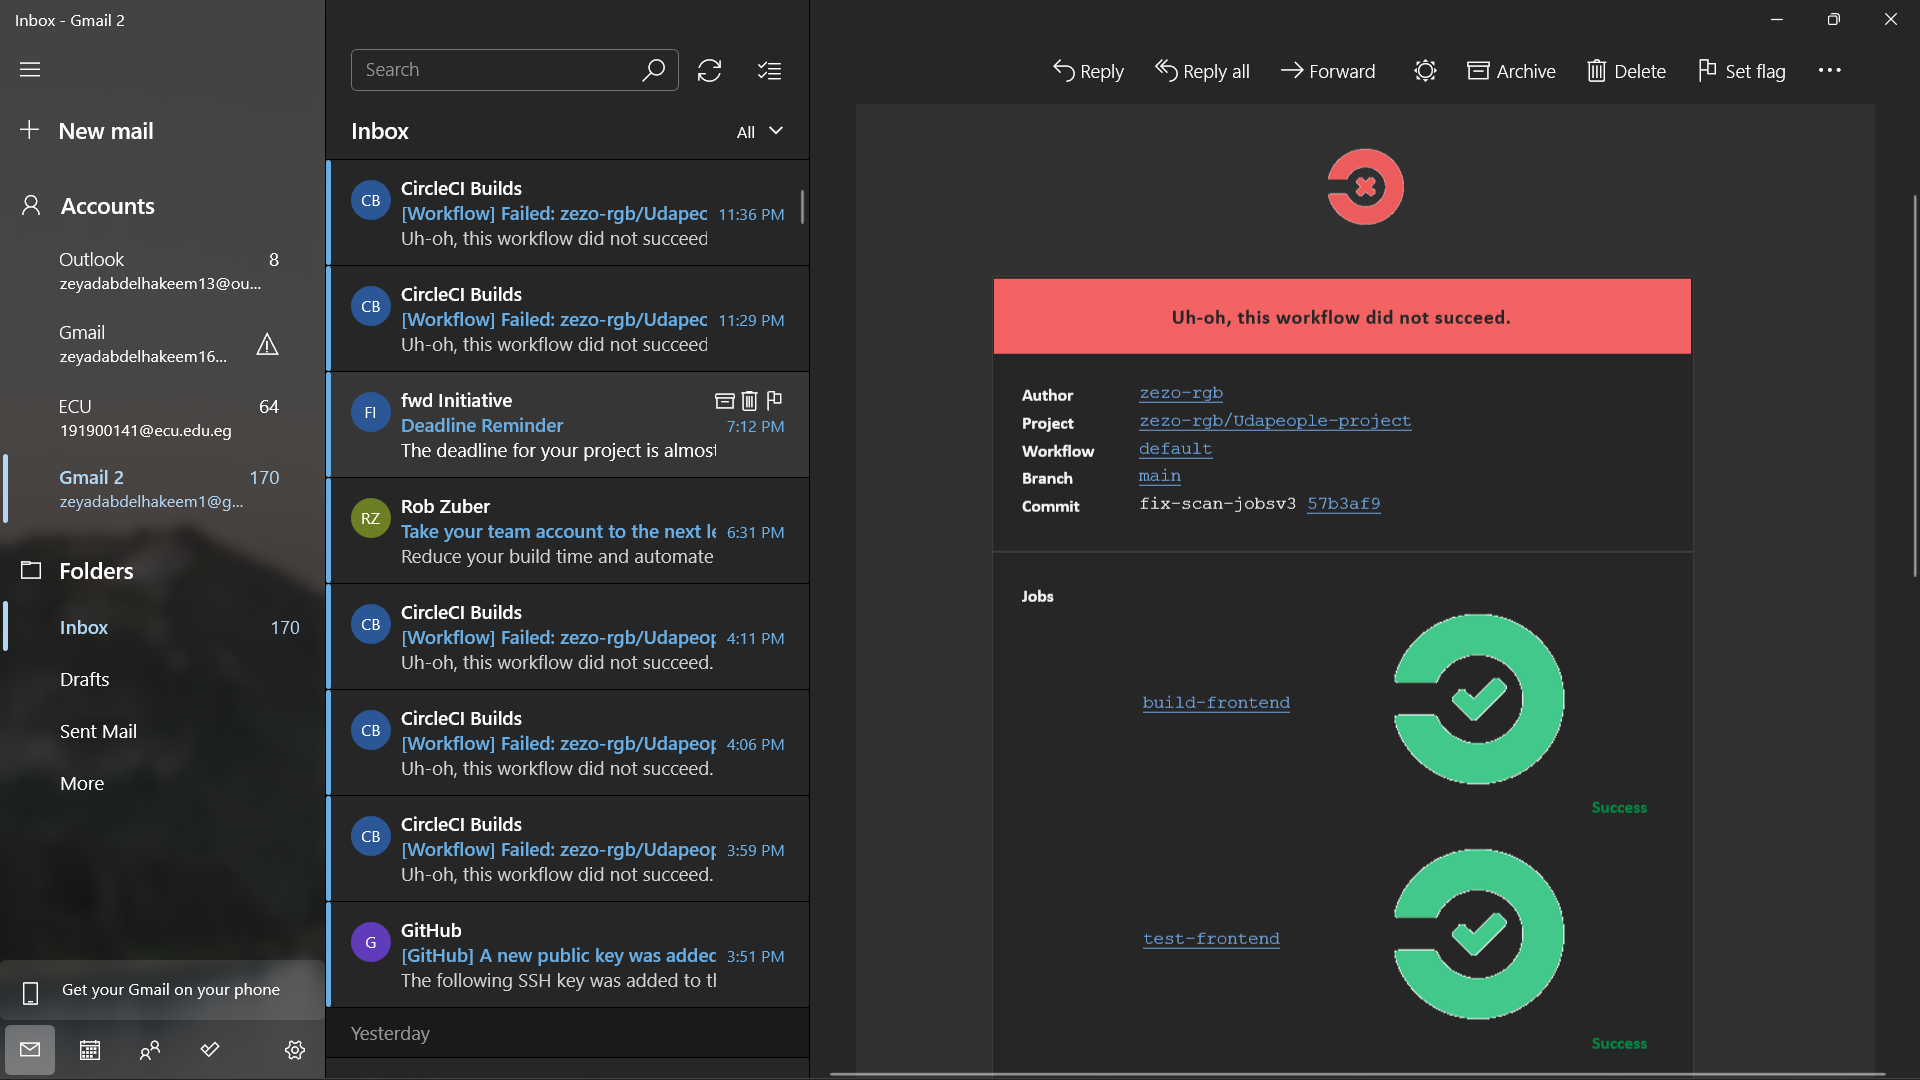 Inbox - Gmail 2
New mail
Accounts
Outlook 8
zeyadabdelhakeem13@ou...
Gmail
zeyadabdelhakeem16...
ECU 64
191900141@ecu.edu.eg
Gmail 2 170
zeyadabdelhakeem1@g...
Folders
Inbox 170
Drafts
Sent Mail
More
Get your Gmail on your phone
Search
Inbox All
CB
CircleCI Builds
[Workflow] Failed: zezo-rgb/Udapec 11:36 PM
Uh-oh, this workflow did not succeed
CB
CircleCI Builds
[Workflow] Failed: zezo-rgb/Udapec 11:29 PM
Uh-oh, this workflow did not succeed
FI
fwd Initiative
Deadline Reminder 7:12 PM
The deadline for your project is almost
RZ
Rob Zuber
Take your team account to the next le 6:31 PM
Reduce your build time and automate
CB
CircleCI Builds
[Workflow] Failed: zezo-rgb/Udapeop 4:11 PM
Uh-oh, this workflow did not succeed.
CB
CircleCI Builds
[Workflow] Failed: zezo-rgb/Udapeop 4:06 PM
Uh-oh, this workflow did not succeed.
CB
CircleCI Builds
[Workflow] Failed: zezo-rgb/Udapeop 3:59 PM
Uh-oh, this workflow did not succeed.
G
GitHub
[GitHub] A new public key was added 3:51 PM
The following SSH key was added to th
Yesterday
Reply Reply all Forward Archive Delete Set flag
Uh-oh, this workflow did not succeed.
Author zezo-rgb
Project zezo-rgb/Udapeople-project
Workflow default
Branch main
Commit fix-scan-jobsv3 57b3af9
Jobs
build-frontend
Success
test-frontend
Success